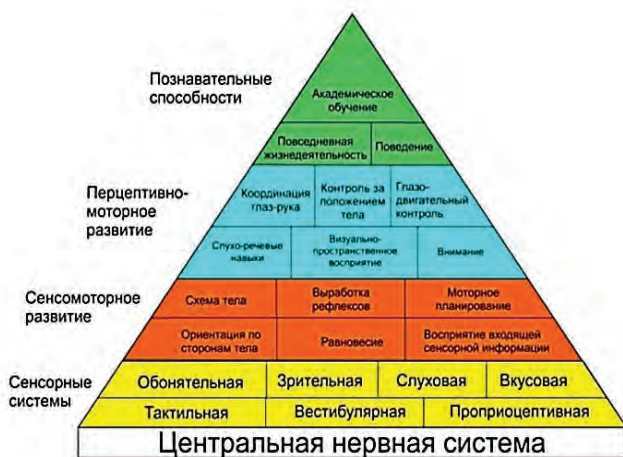 Познавательные
способности
Академическое
обучение
Повседневная
жизнедеятельность
Поведение
Перцептивно-
моторное
развитие
Координация
глаз-рука
Контроль за
положением
тела
Глазо-
двигательный
контроль
Слухо-речевые
навыки
Визуально-
пространственное
восприятие
Внимание
Сенсомоторное
развитие
Схема тела
Выработка
рефлексов
Моторное
планирование
Ориентация по
сторонам тела
Равновесие
Восприятие входящей
сенсорной информации
Сенсорные
системы
Обонятельная
Зрительная
Слуховая
Вкусовая
Тактильная
Вестибулярная
Проприоцептивная
Центральная нервная система